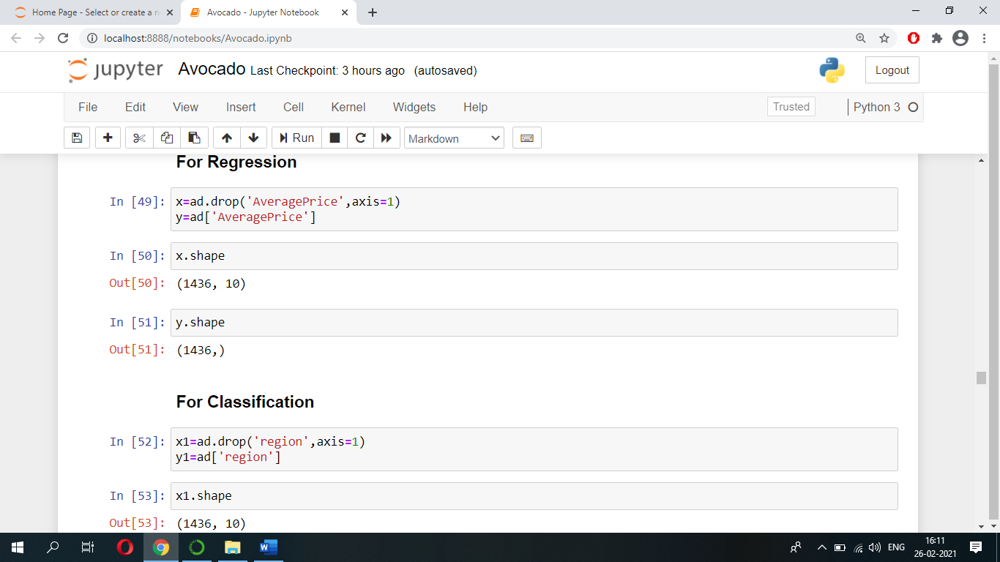 Home Page - Select or create a n
Avocado - Jupyter Notebook
localhost:8888/notebooks/Avocado.ipynb
jupyter Avocado Last Checkpoint: 3 hours ago (autosaved)
Logout
File Edit View Insert Cell Kernel Widgets Help
Trusted
Python 3
Run
Markdown
For Regression
In [49]: x=ad.drop('AveragePrice',axis=1)
y=ad['AveragePrice']
In [50]: x.shape
Out[50]: (1436, 10)
In [51]: y.shape
Out[51]: (1436,)
For Classification
In [52]: x1=ad.drop('region',axis=1)
y1=ad['region']
In [53]: x1.shape
Out[53]: (1436, 10)
ENG
16:11
26-02-2021